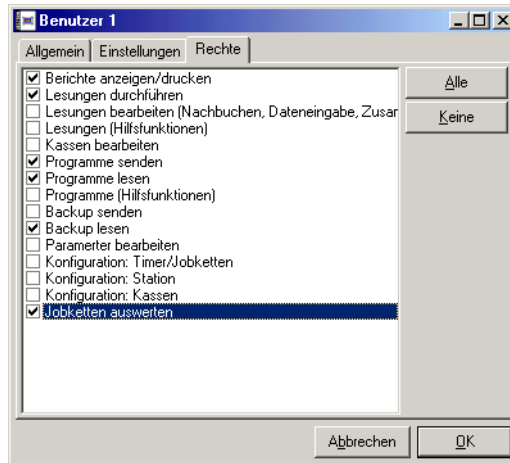 Benutzer 1
Allgemein Einstellungen Rechte
Berichte anzeigen/drucken
Lesungen durchführen
Lesungen bearbeiten (Nachbuchen, Dateneingabe, Zusar
Lesungen (Hilfsfunktionen)
Kassen bearbeiten
Programme senden
Programme lesen
Programme (Hilfsfunktionen)
Backup senden
Backup lesen
Paramerter bearbeiten
Konfiguration: Timer/Jobketten
Konfiguration: Station
Konfiguration: Kassen
Jobketten auswerten
Alle
Keine
Abbrechen OK